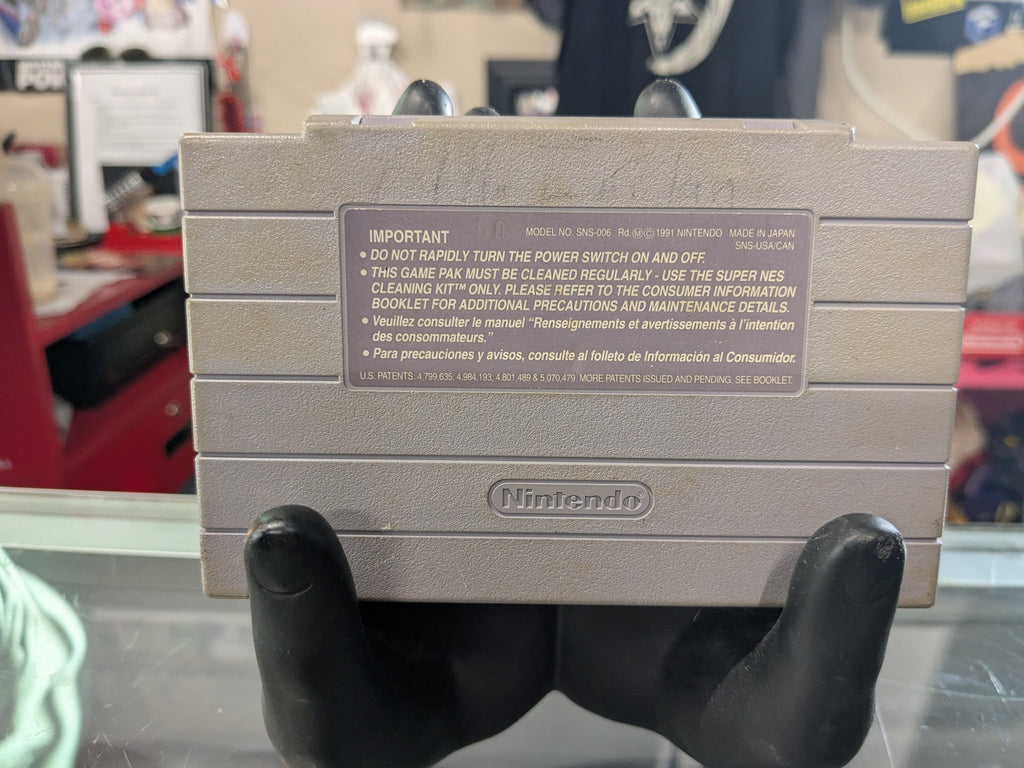 IMPORTANT
MODEL NO. SNS-006 Rd.ⓂⒸ 1991 NINTENDO MADE IN JAPAN
SNS-USA/CAN
• DO NOT RAPIDLY TURN THE POWER SWITCH ON AND OFF.
• THIS GAME PAK MUST BE CLEANED REGULARLY - USE THE SUPER NES
CLEANING KIT™ ONLY. PLEASE REFER TO THE CONSUMER INFORMATION
BOOKLET FOR ADDITIONAL PRECAUTIONS AND MAINTENANCE DETAILS.
• Veuillez consulter le manuel “Renseignements et avertissements à l'intention
des consommateurs.”
• Para precauciones y avisos, consulte al folleto de Información al Consumidor.
U.S. PATENTS: 4,799,635; 4,984,193; 4,801,489 & 5,070,479. MORE PATENTS ISSUED AND PENDING. SEE BOOKLET.
Nintendo